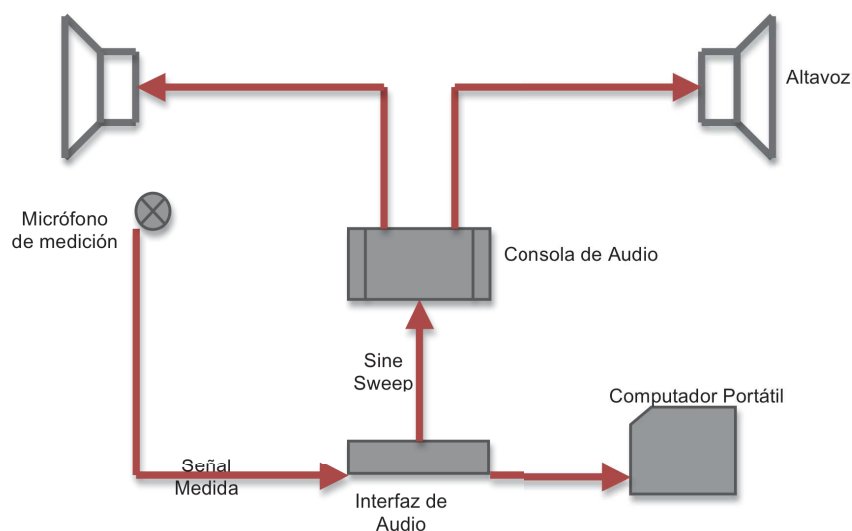 Altavoz
Micrófono
de medición
Consola de Audio
Sine
Sweep
Computador Portátil
Señal
Medida
Interfaz de
Audio